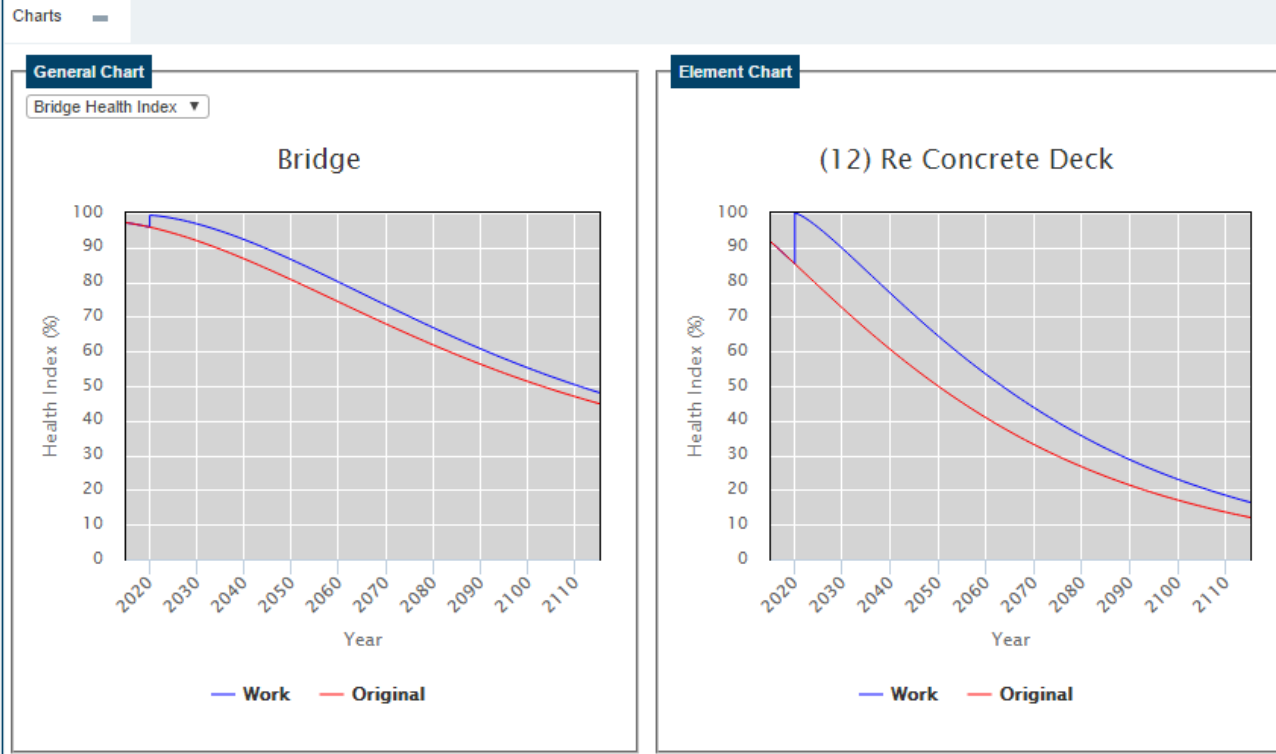 Charts
General Chart
Bridge Health Index ▼
Bridge
100
90
80
70
60
50
40
30
20
10
0
Health Index (%)
2020 2030 2040 2050 2060 2070 2080 2090 2100 2110
Year
Work Original
Element Chart
(12) Re Concrete Deck
100
90
80
70
60
50
40
30
20
10
0
Health Index (%)
2020 2030 2040 2050 2060 2070 2080 2090 2100 2110
Year
Work Original